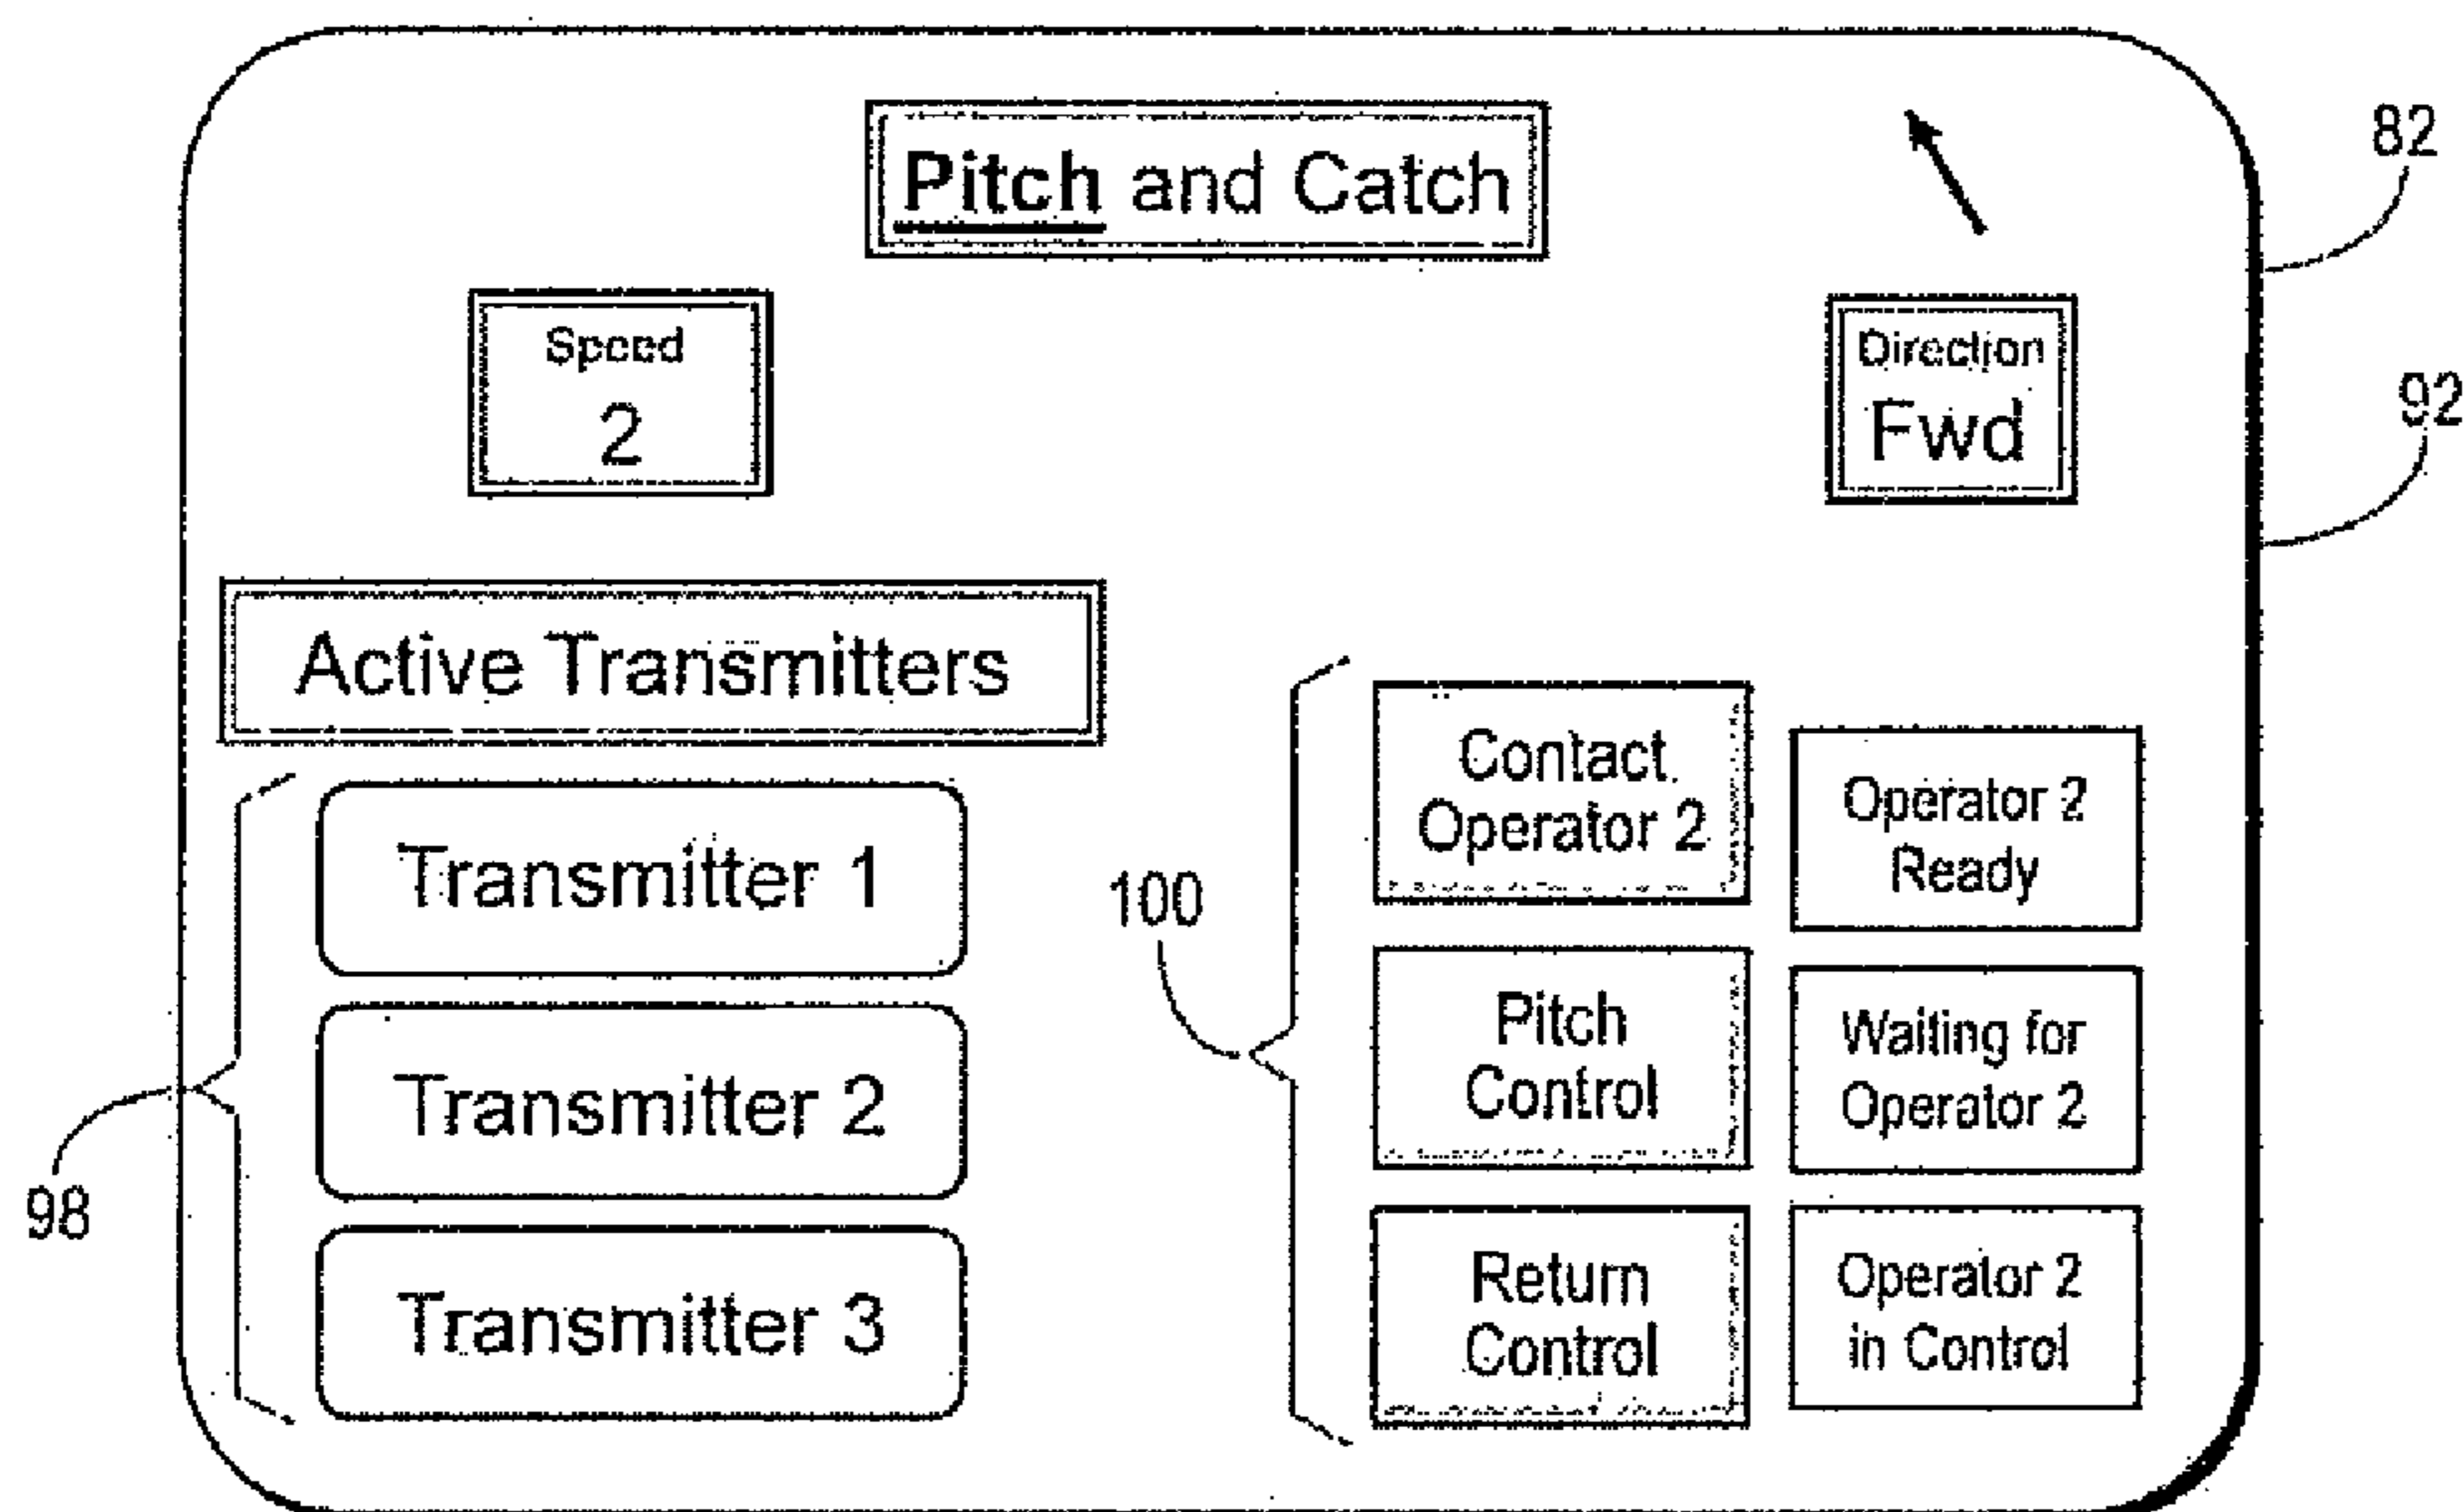 Pitch and Catch
82
Speed
2
Direction
Fwd
92
Active Transmitters
98
Transmitter 1
Transmitter 2
Transmitter 3
100
Contact
Operator 2
Operator 2
Ready
Pitch
Control
Waiting for
Operator 2
Return
Control
Operator 2
in Control